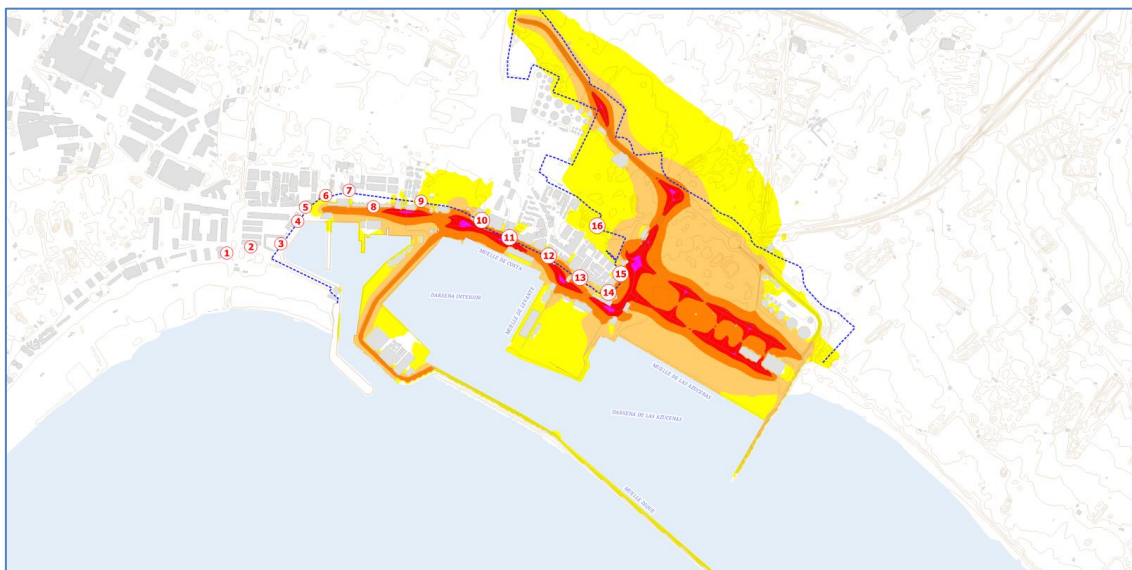 7
6
9
5
8
4
10
16
11
3
2
1
12
MUELLE DE COSTA
15
13
14
DARSENA INTERIOR
MUELLE DE LEVANTE
MUELLE DE LAS AZUCENAS
DARSENA DE LAS AZUCENAS
MUELLE DIQUE